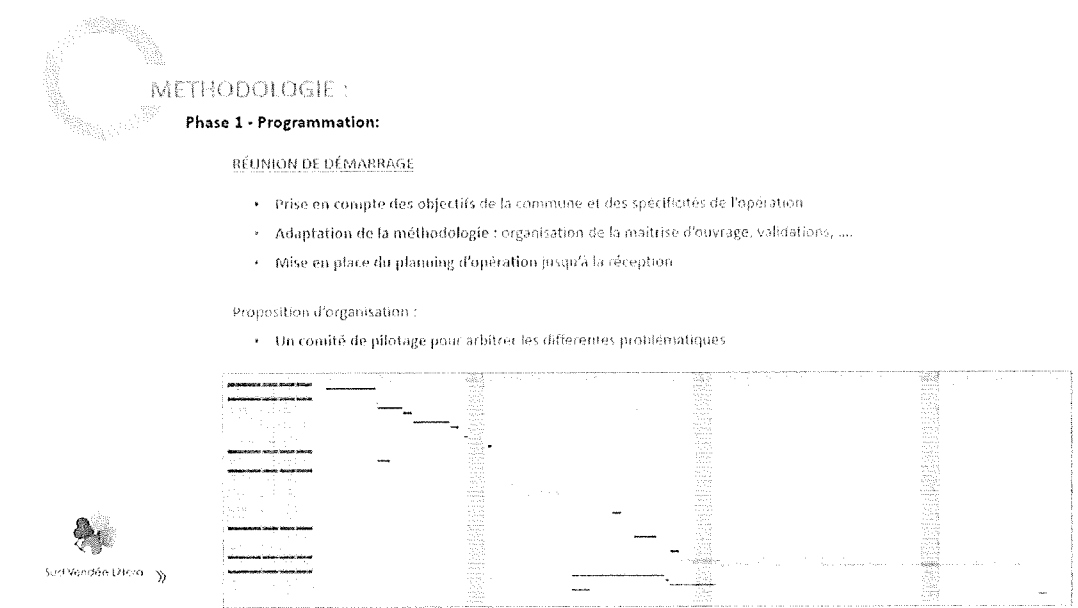 MÉTHODOLOGIE :
Phase 1 - Programmation:
RÉUNION DE DÉMARRAGE
• Prise en compte des objectifs de la commune et des spécificités de l'opération
• Adaptation de la méthodologie : organisation de la maitrise d'ouvrage, validations, ....
• Mise en place du planning d'opération jusqu'à la réception
Proposition d'organisation :
• Un comité de pilotage pour arbitrer les differentes problématiques
Sud Vendée Littoral